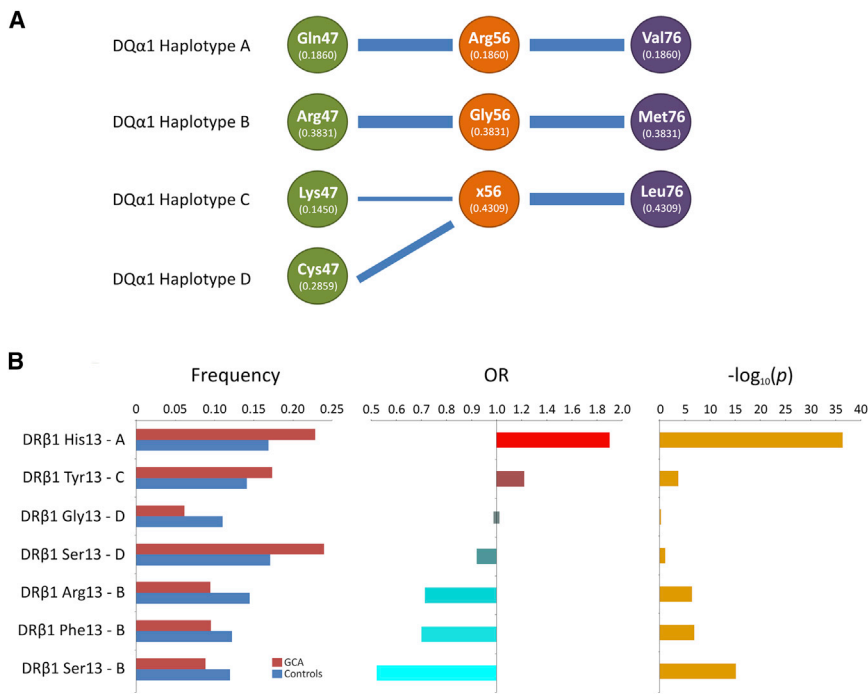 A
DQα1 Haplotype A
Gln47
(0.1860)
Arg56
(0.1860)
Val76
(0.1860)
DQα1 Haplotype B
Arg47
(0.3831)
Gly56
(0.3831)
Met76
(0.3831)
DQα1 Haplotype C
Lys47
(0.1450)
x56
(0.4309)
Leu76
(0.4309)
DQα1 Haplotype D
Cys47
(0.2859)
B
Frequency
OR
-log₁₀(p)
0 0.05 0.10 0.15 0.20 0.25
0.5 0.6 0.7 0.8 0.9 1.0 1.2 1.4 1.6 1.8 2.0
0 5 10 15 20 25 30 35 40
DRβ1 His13 - A
DRβ1 Tyr13 - C
DRβ1 Gly13 - D
DRβ1 Ser13 - D
DRβ1 Arg13 - B
DRβ1 Phe13 - B
DRβ1 Ser13 - B
GCA
Controls